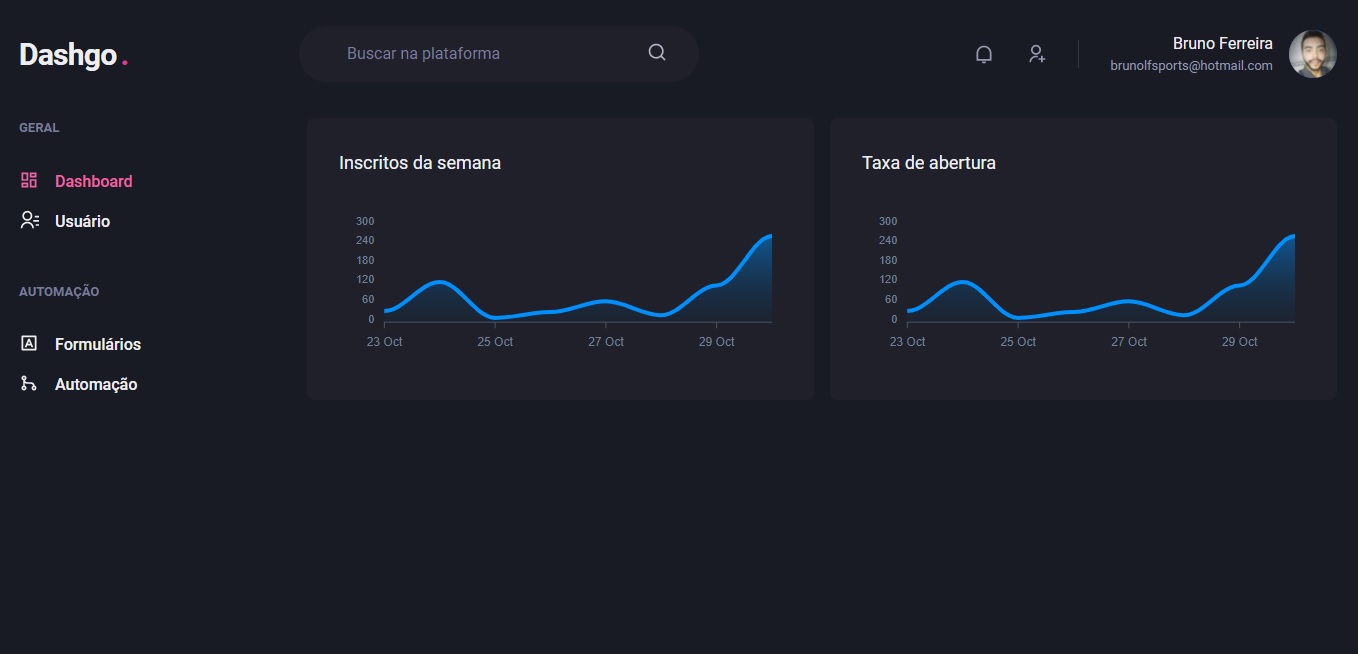 Dashgo.
Buscar na plataforma
Bruno Ferreira
brunolfsports@hotmail.com
GERAL
Dashboard
Usuário
AUTOMAÇÃO
Formulários
Automação
Inscritos da semana
300
240
180
120
60
0
23 Oct 25 Oct 27 Oct 29 Oct
Taxa de abertura
300
240
180
120
60
0
23 Oct 25 Oct 27 Oct 29 Oct